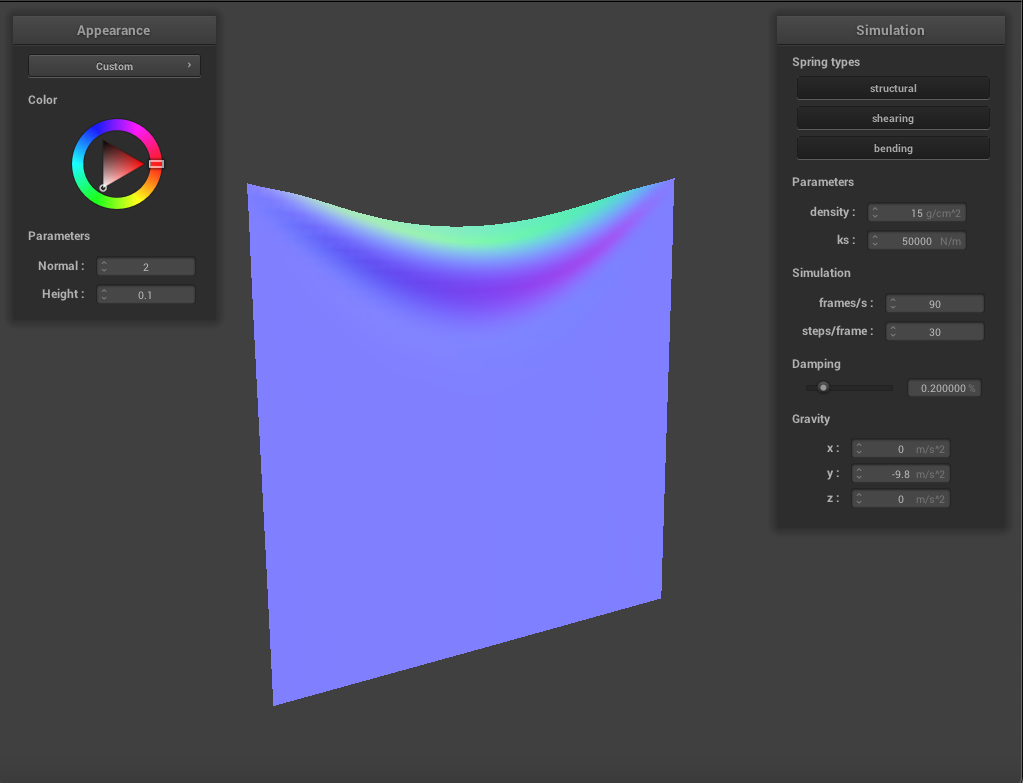 Appearance
Custom ›
Color
Parameters
Normal : 2
Height : 0.1
Simulation
Spring types
structural
shearing
bending
Parameters
density : 15 g/cm^2
ks : 50000 N/m
Simulation
frames/s : 90
steps/frame : 30
Damping
0.200000 %
Gravity
x : 0 m/s^2
y : -9.8 m/s^2
z : 0 m/s^2